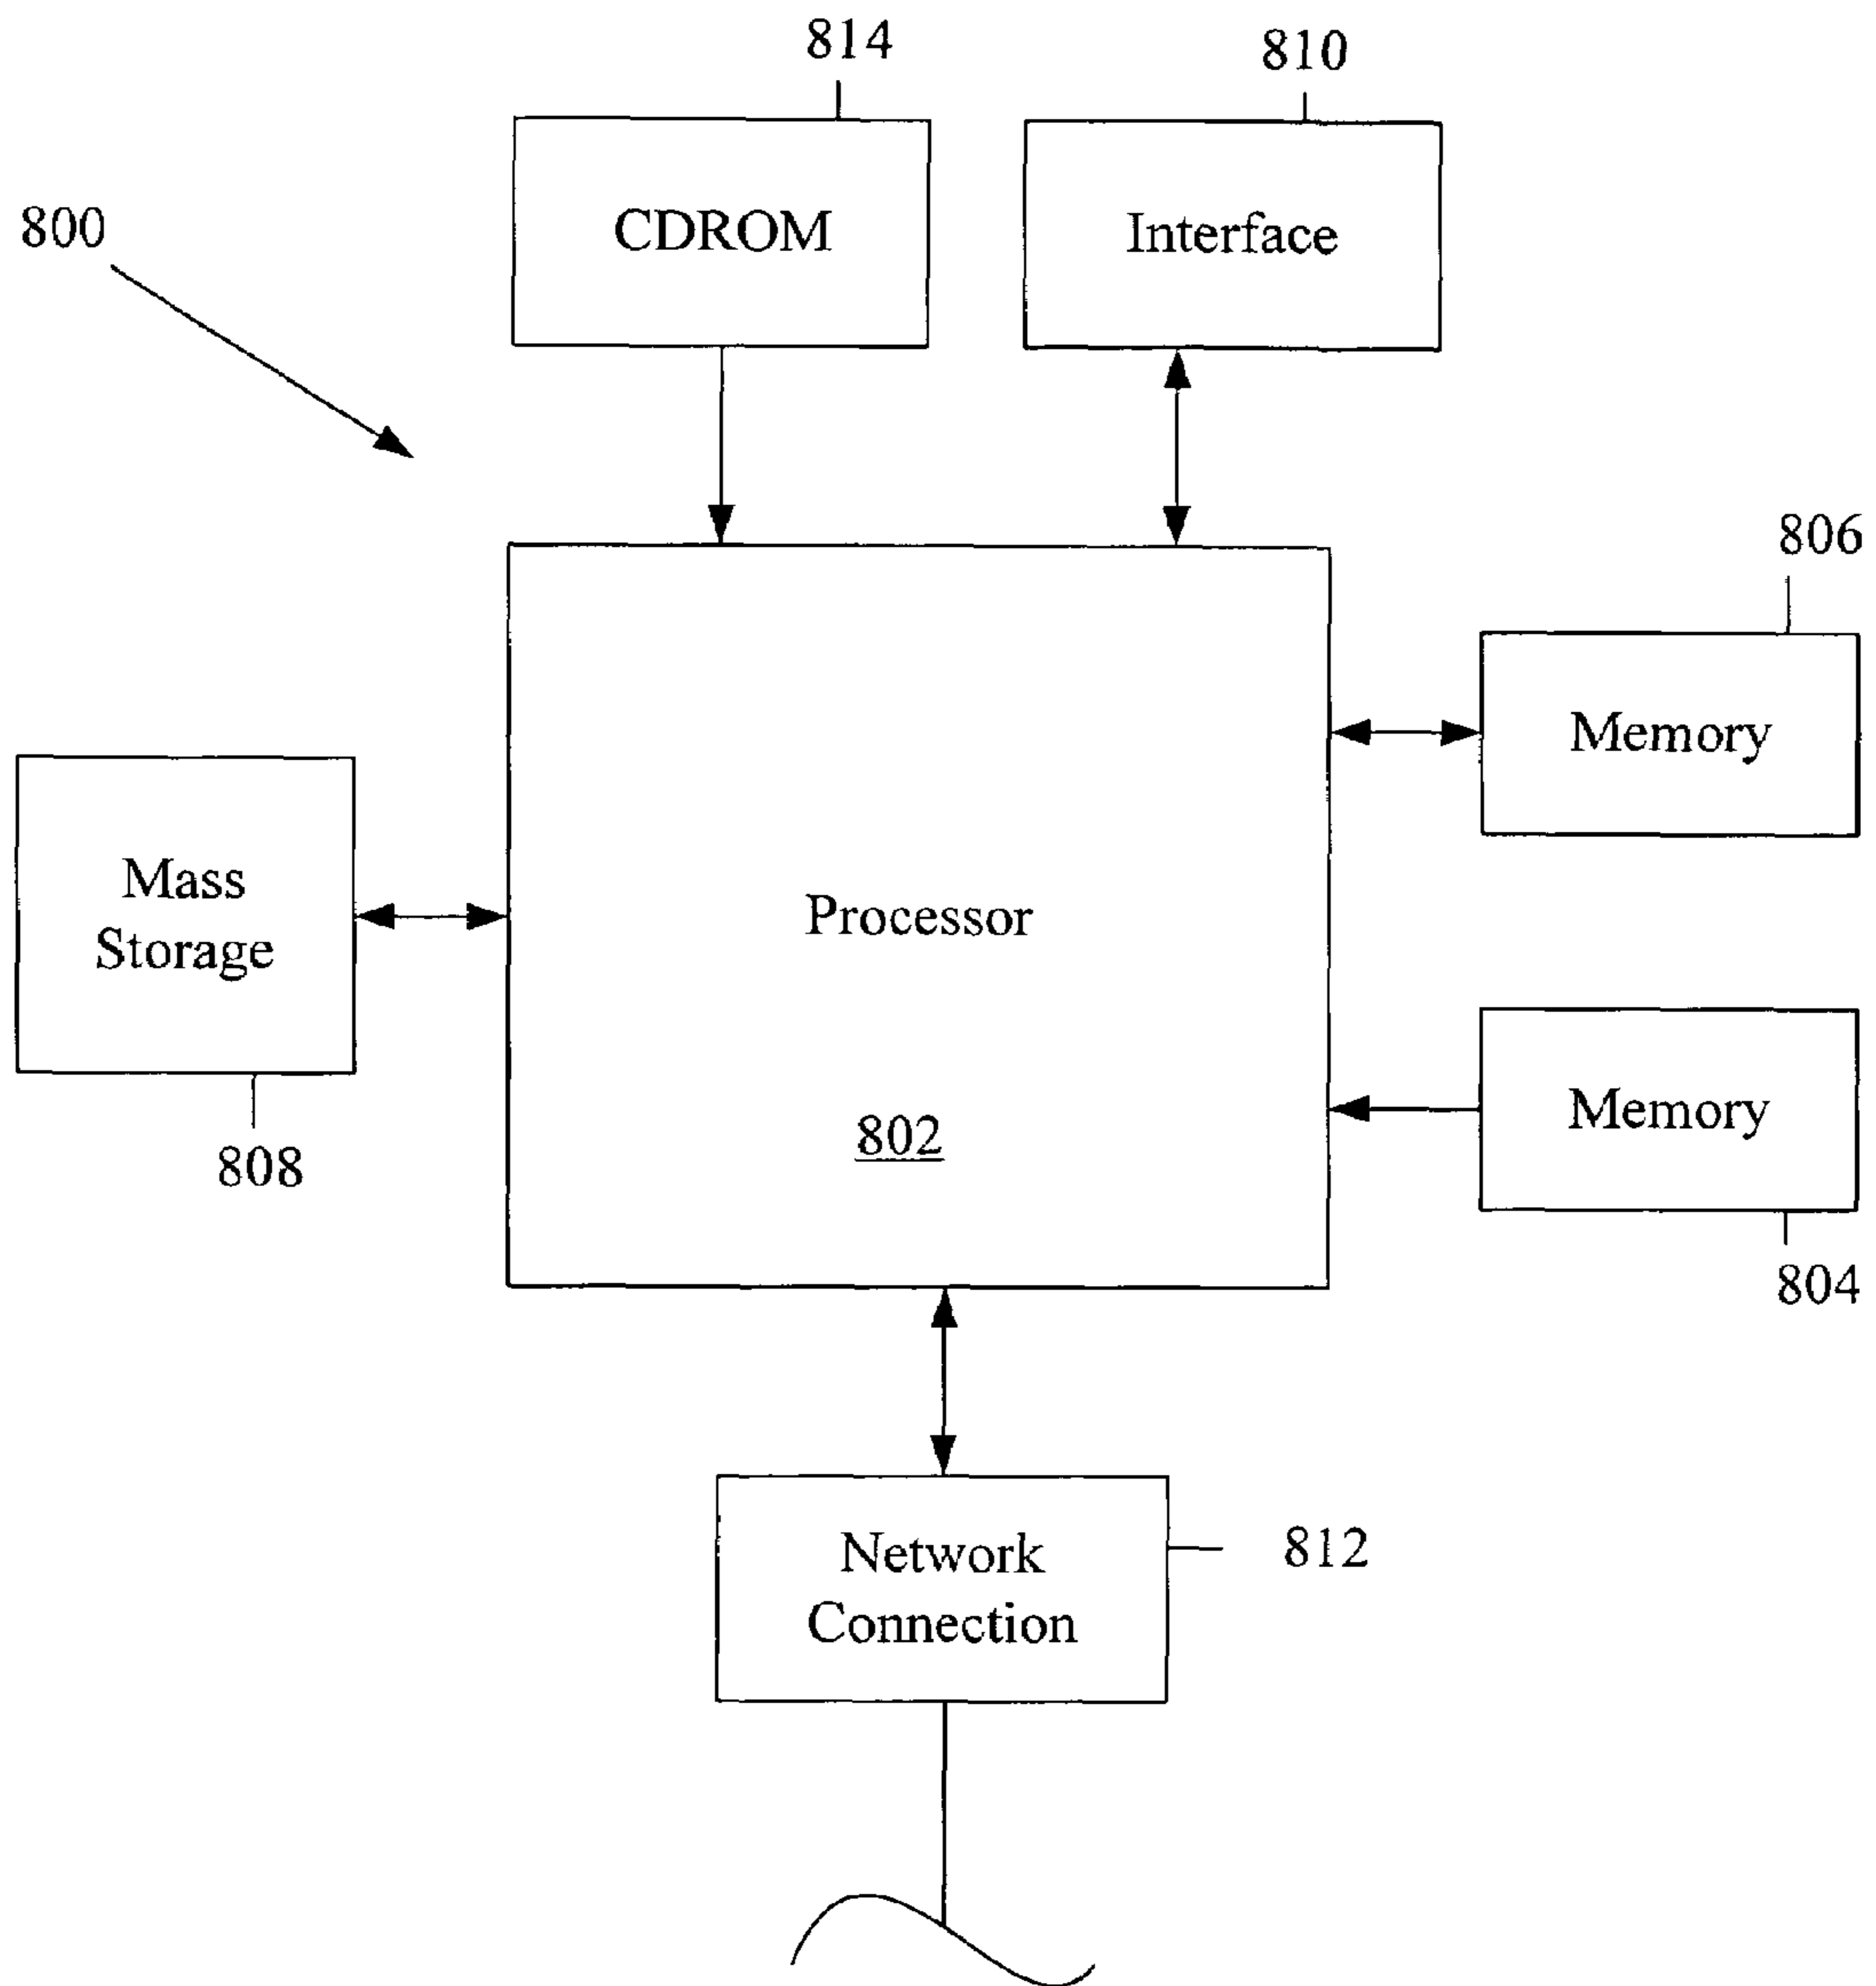 814
810
800
CDROM
Interface
806
Memory
Mass
Storage
Processor
808
802
Memory
804
Network
Connection
812